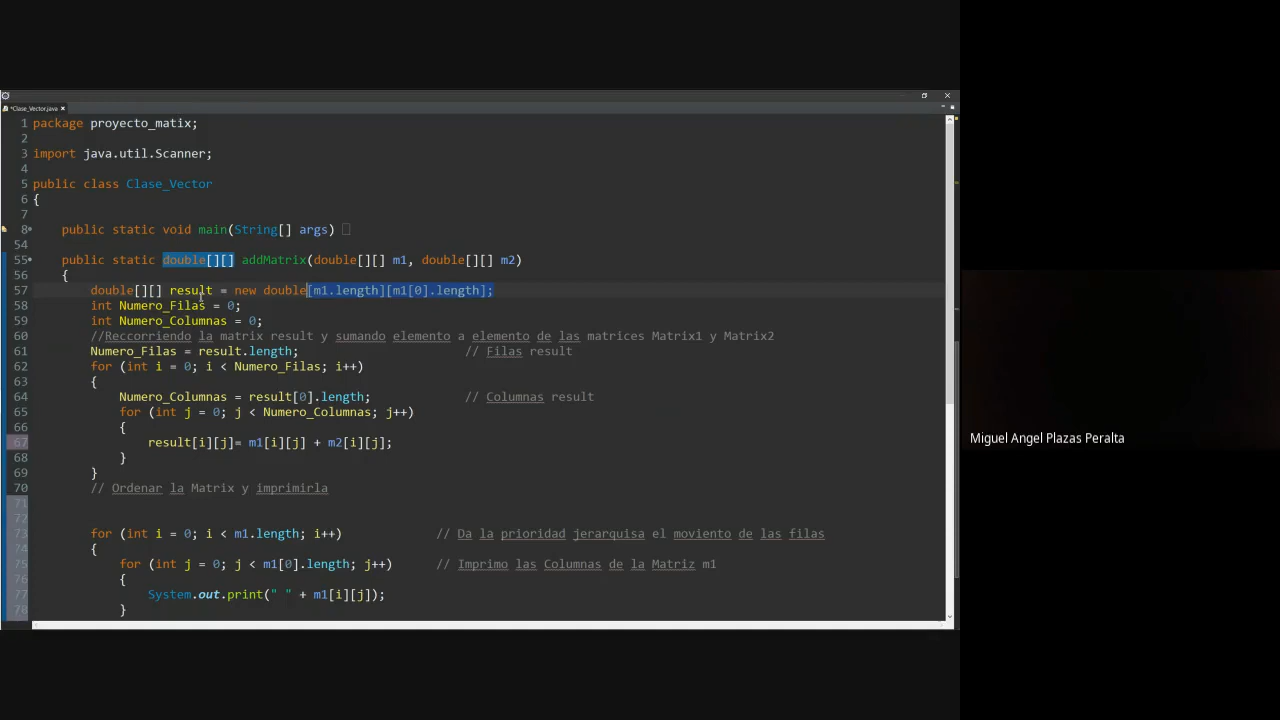 *Clase_Vector.java
1 package proyecto_matix;
2
3 import java.util.Scanner;
4
5 public class Clase_Vector
6 {
7
8 public static void main(String[] args)
54
55 public static double[][] addMatrix(double[][] m1, double[][] m2)
56 {
57 double[][] result = new double[m1.length][m1[0].length];
58 int Numero_Filas = 0;
59 int Numero_Columnas = 0;
60 //Reccorriendo la matrix result y sumando elemento a elemento de las matrices Matrix1 y Matrix2
61 Numero_Filas = result.length; // Filas result
62 for (int i = 0; i < Numero_Filas; i++)
63 {
64 Numero_Columnas = result[0].length; // Columnas result
65 for (int j = 0; j < Numero_Columnas; j++)
66 {
67 result[i][j]= m1[i][j] + m2[i][j];
68 }
69 }
70 // Ordenar la Matrix y imprimirla
71
72
73 for (int i = 0; i < m1.length; i++) // Da la prioridad jerarquisa el moviento de las filas
74 {
75 for (int j = 0; j < m1[0].length; j++) // Imprimo las Columnas de la Matriz m1
76 {
77 System.out.print(" " + m1[i][j]);
78 }
Miguel Angel Plazas Peralta